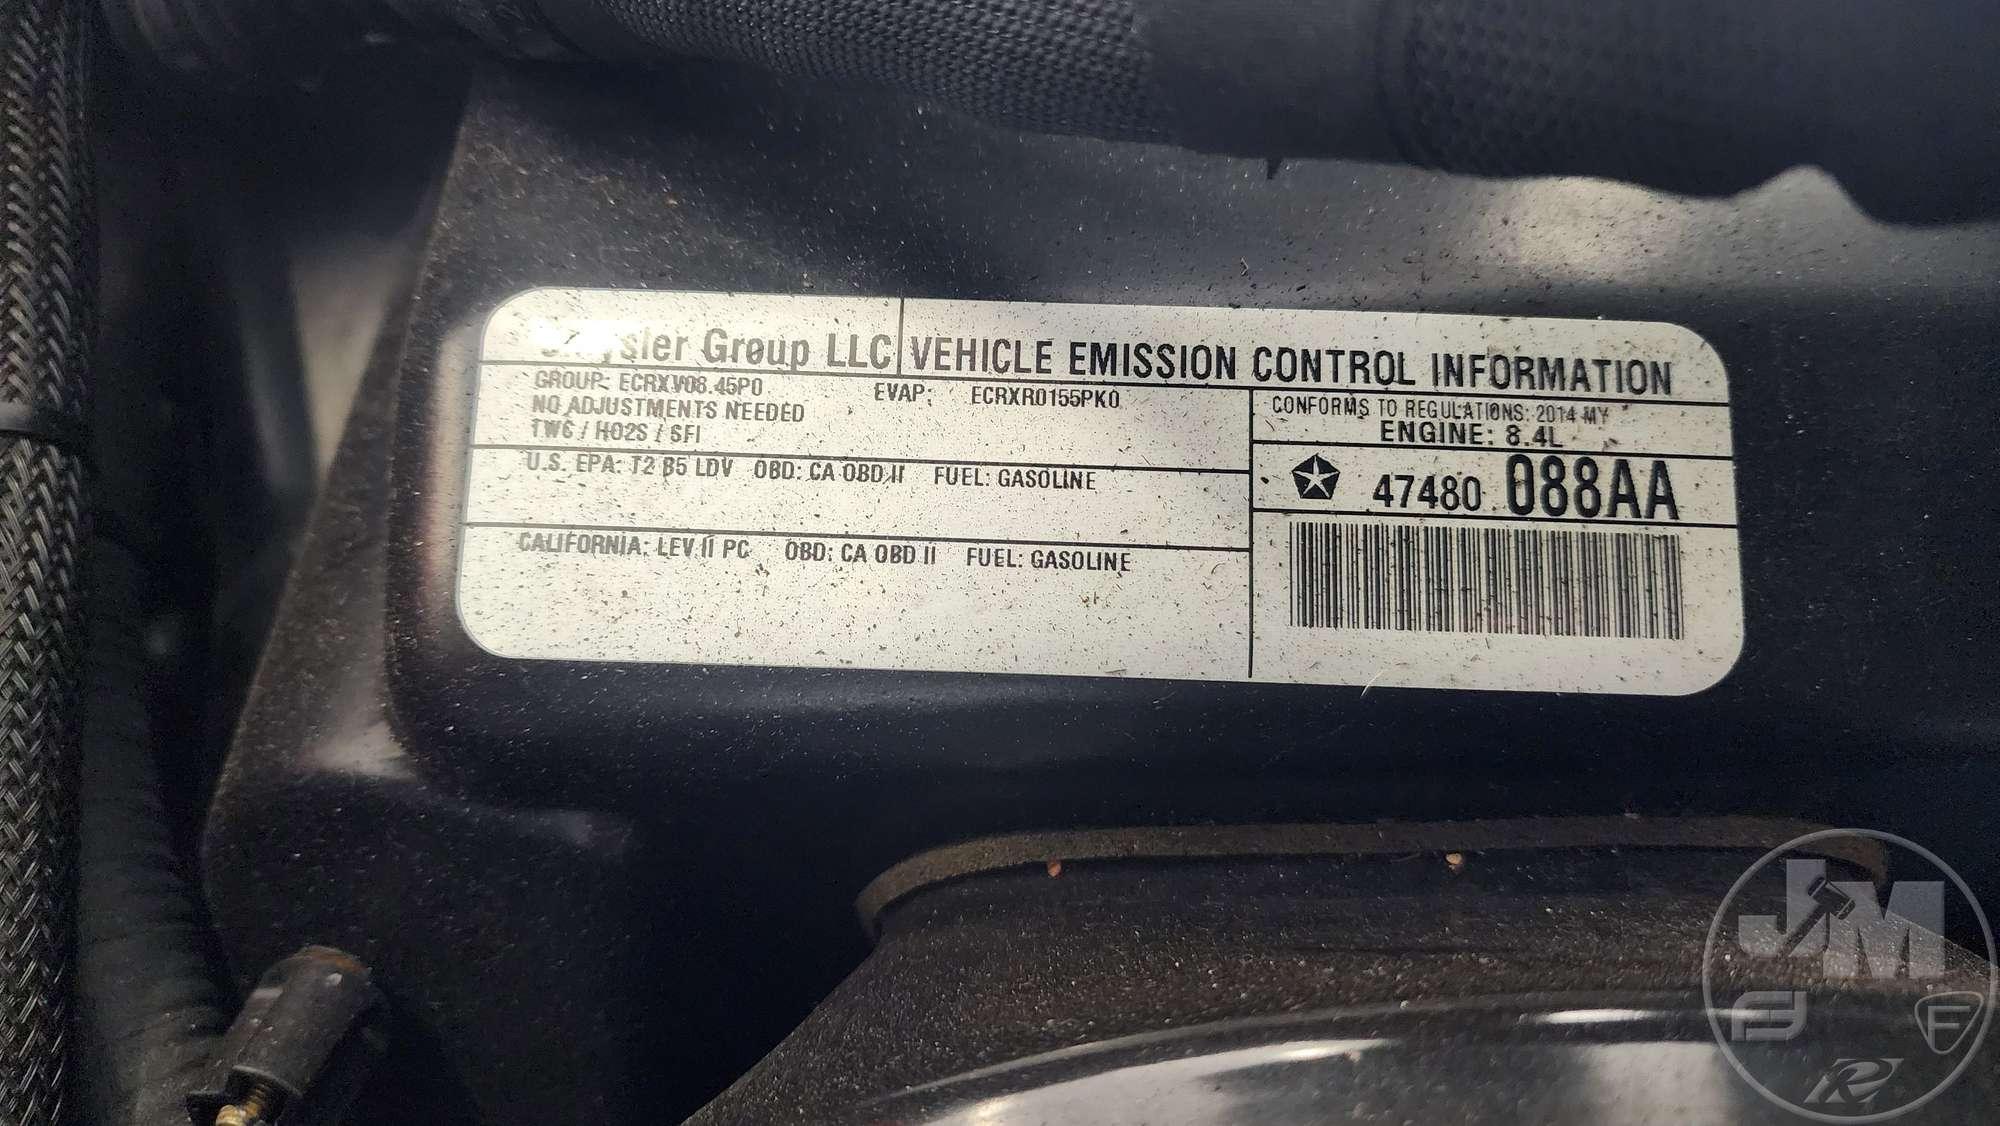 Chrysler Group LLC VEHICLE EMISSION CONTROL INFORMATION
GROUP: ECRXV08.45P0 EVAP: ECRXR0155PK0
NO ADJUSTMENTS NEEDED
TWC / HO2S / SFI
CONFORMS TO REGULATIONS: 2014 MY
ENGINE: 8.4L
U.S. EPA: T2 B5 LDV OBD: CA OBD II FUEL: GASOLINE
47480 088AA
CALIFORNIA: LEV II PC OBD: CA OBD II FUEL: GASOLINE
JM
F
R